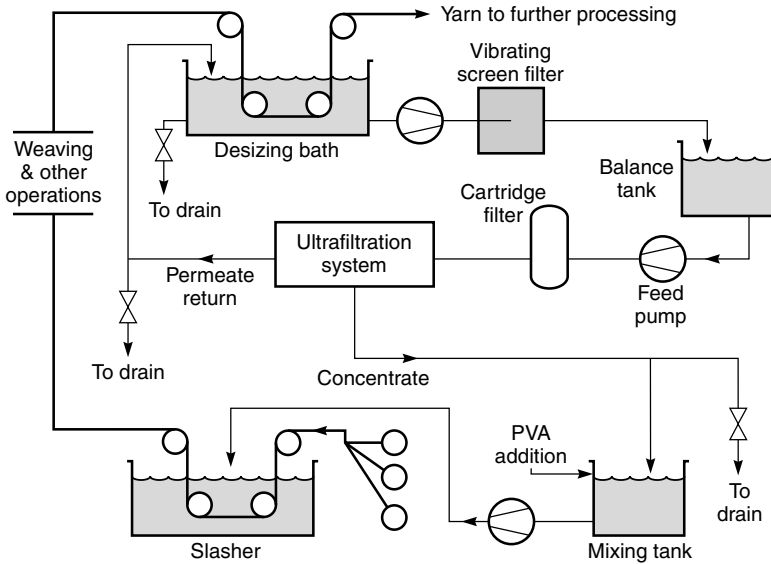 Yarn to further processing
Vibrating
screen filter
Desizing bath
Weaving
& other
operations
Balance
tank
To drain
Cartridge
filter
Ultrafiltration
system
Permeate
return
Feed
pump
To drain
Concentrate
PVA
addition
To
drain
Slasher
Mixing tank